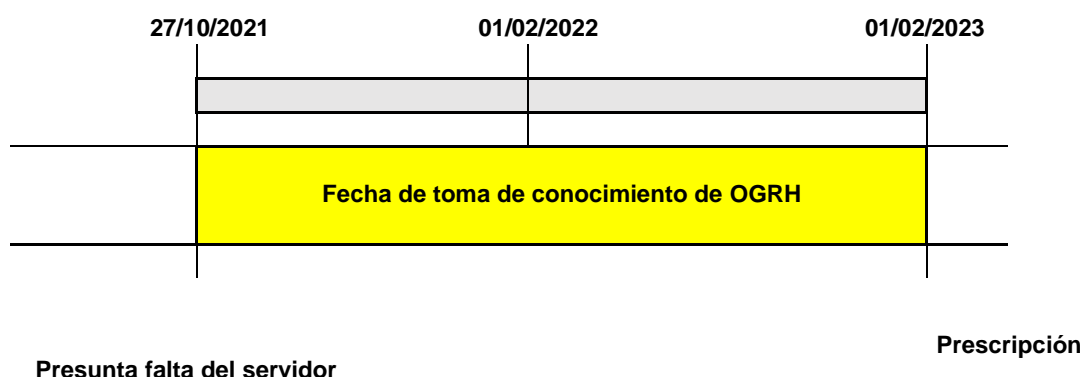 27/10/2021 01/02/2022 01/02/2023
Fecha de toma de conocimiento de OGRH
Prescripción
Presunta falta del servidor